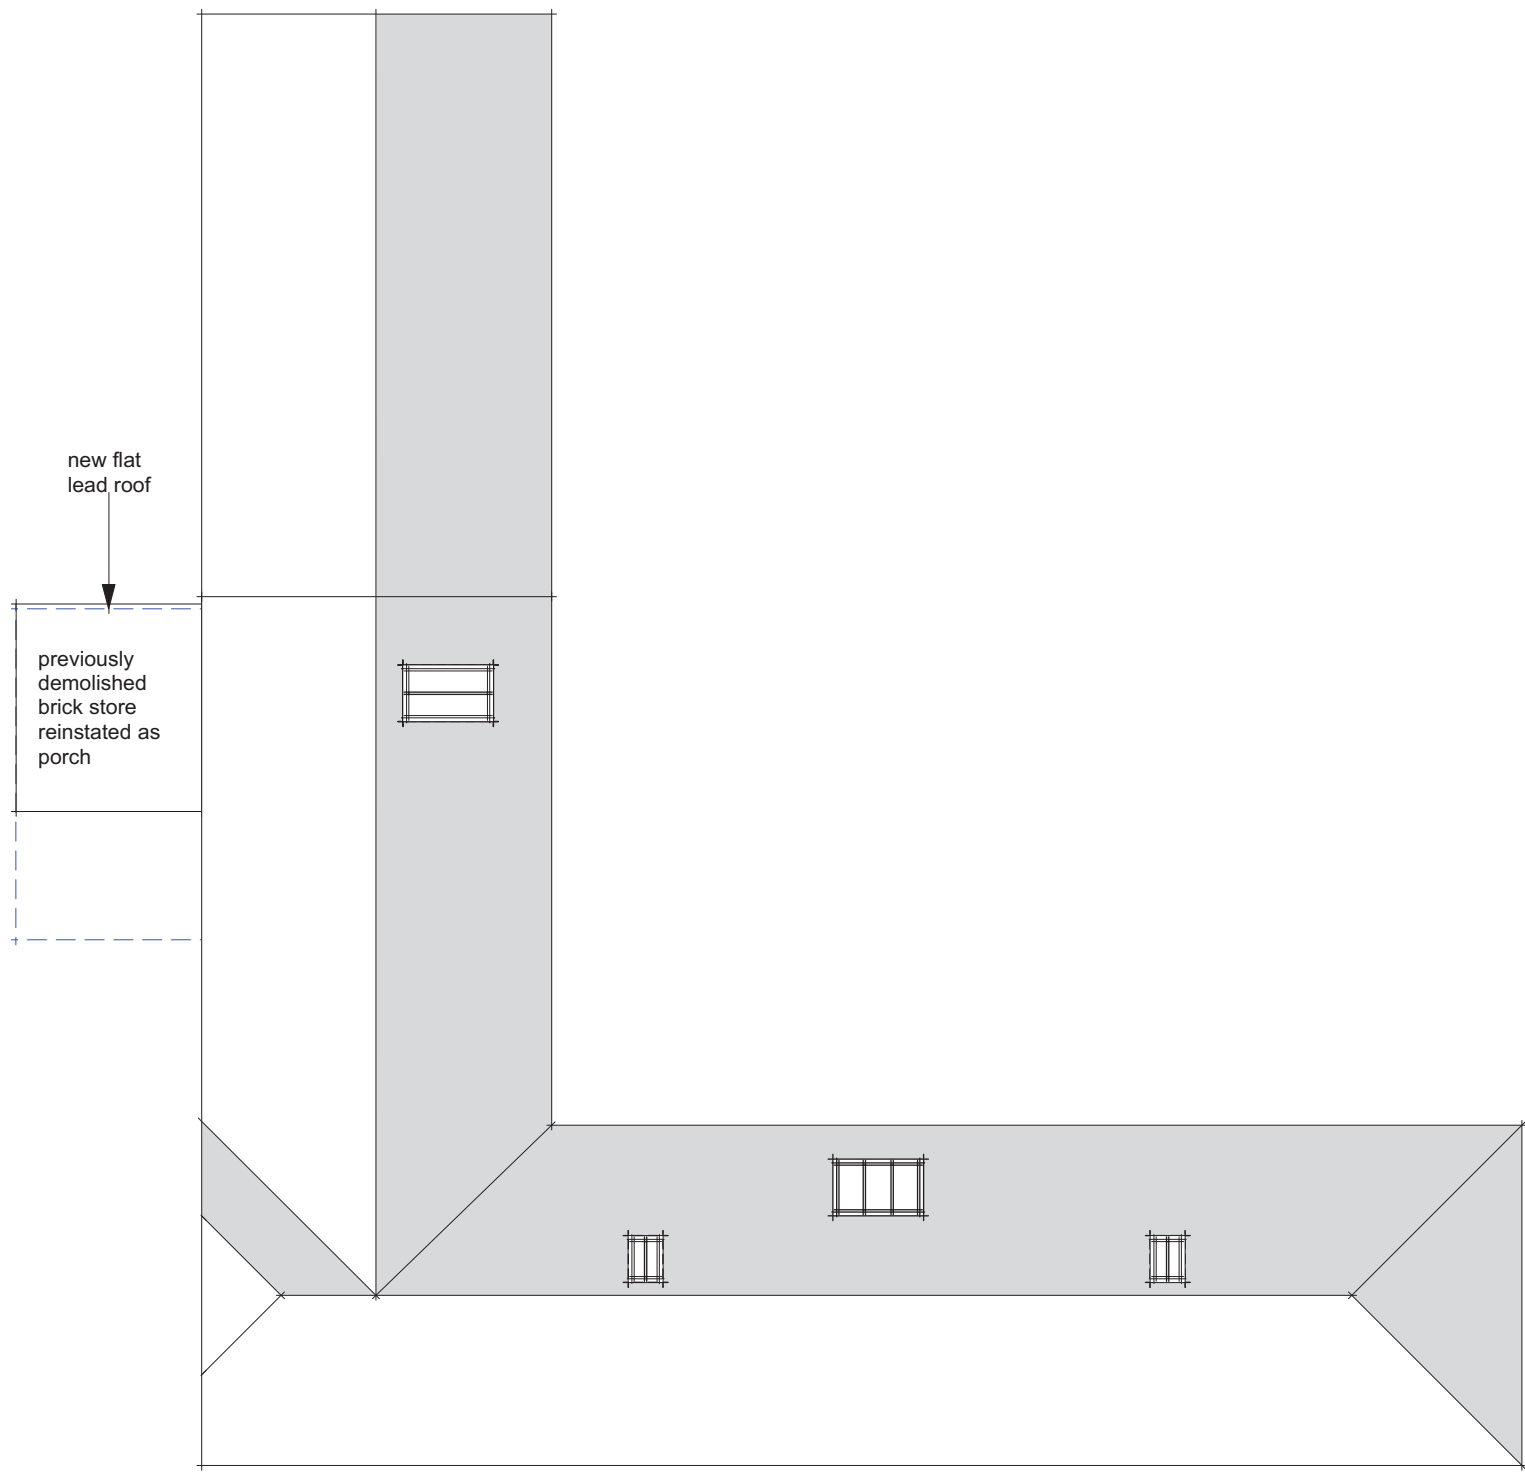 new flat
lead roof
previously
demolished
brick store
reinstated as
porch